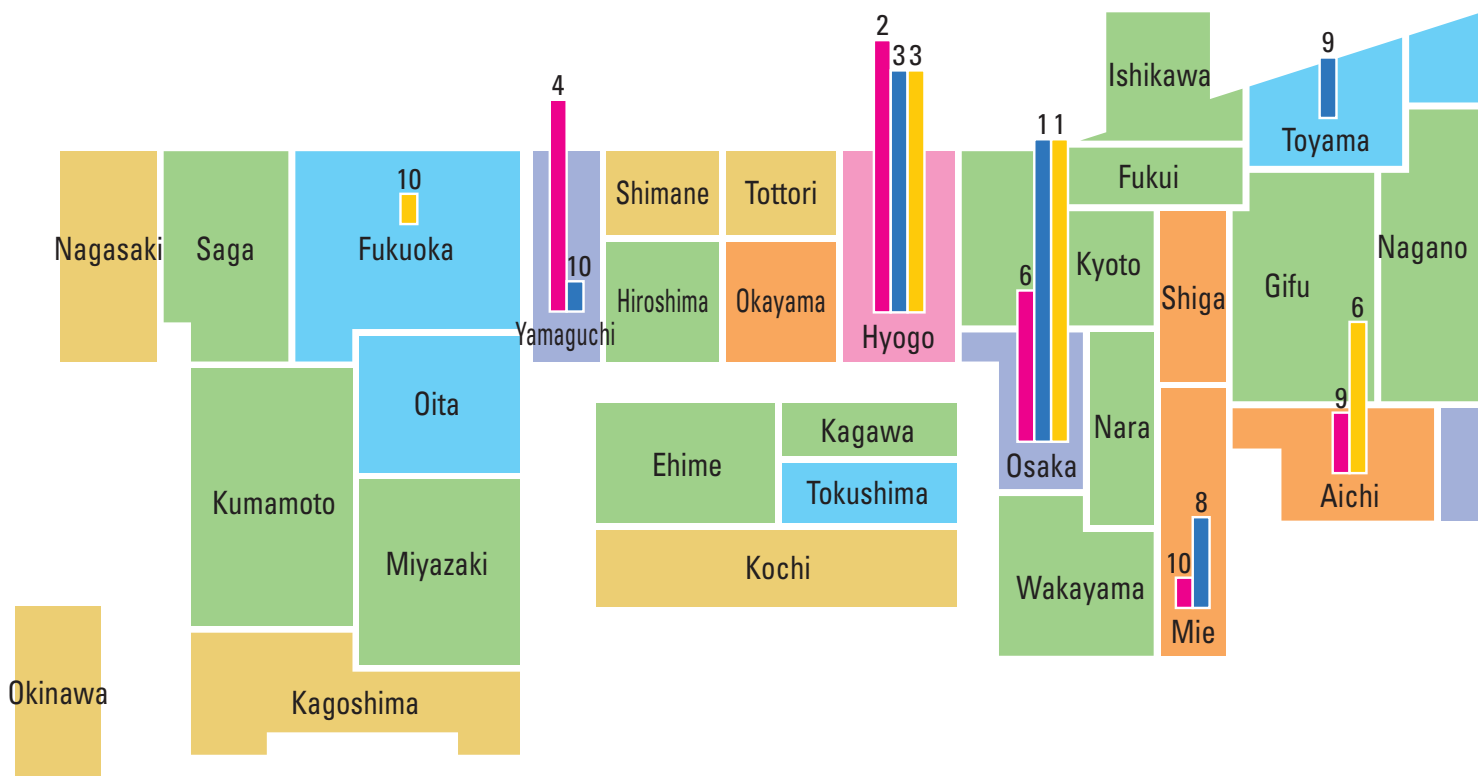 2
3 3
9
Ishikawa
4
1 1
Toyama
Fukui
10
Shimane
Tottori
Nagasaki
Saga
Fukuoka
Kyoto
Nagano
10
6
Shiga
Gifu
Hiroshima
Okayama
6
Yamaguchi
Hyogo
Oita
9
Kagawa
Nara
Ehime
Osaka
Aichi
Tokushima
Kumamoto
8
Miyazaki
Kochi
10
Wakayama
Mie
Okinawa
Kagoshima